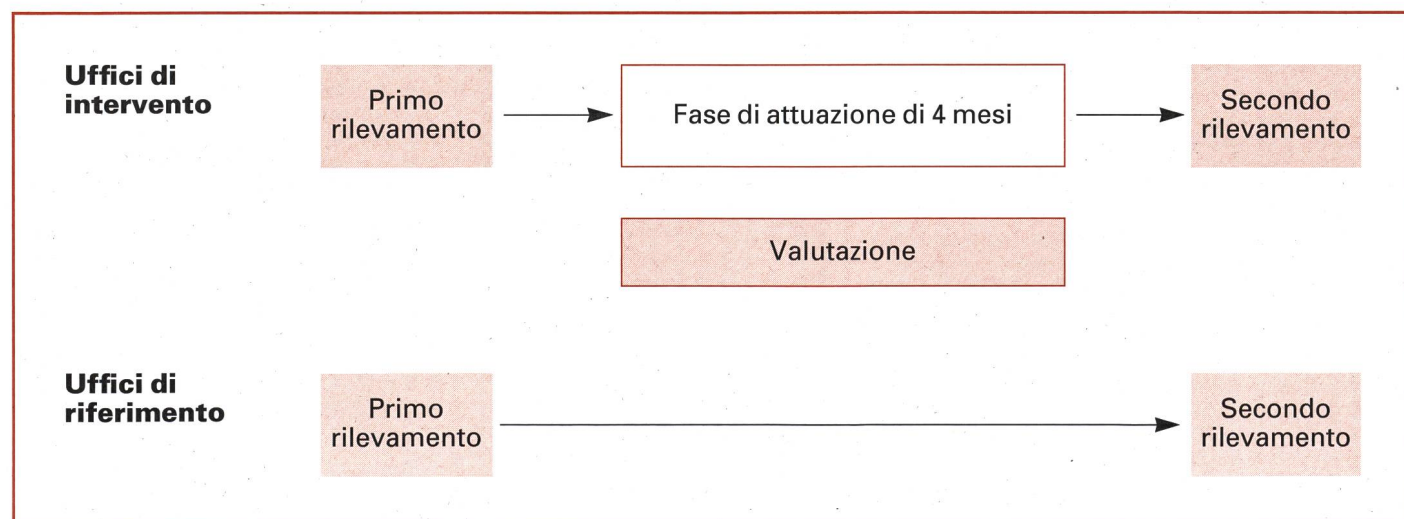 Uffici di
intervento
Primo
rilevamento
Fase di attuazione di 4 mesi
Secondo
rilevamento
Valutazione
Uffici di
riferimento
Primo
rilevamento
Secondo
rilevamento